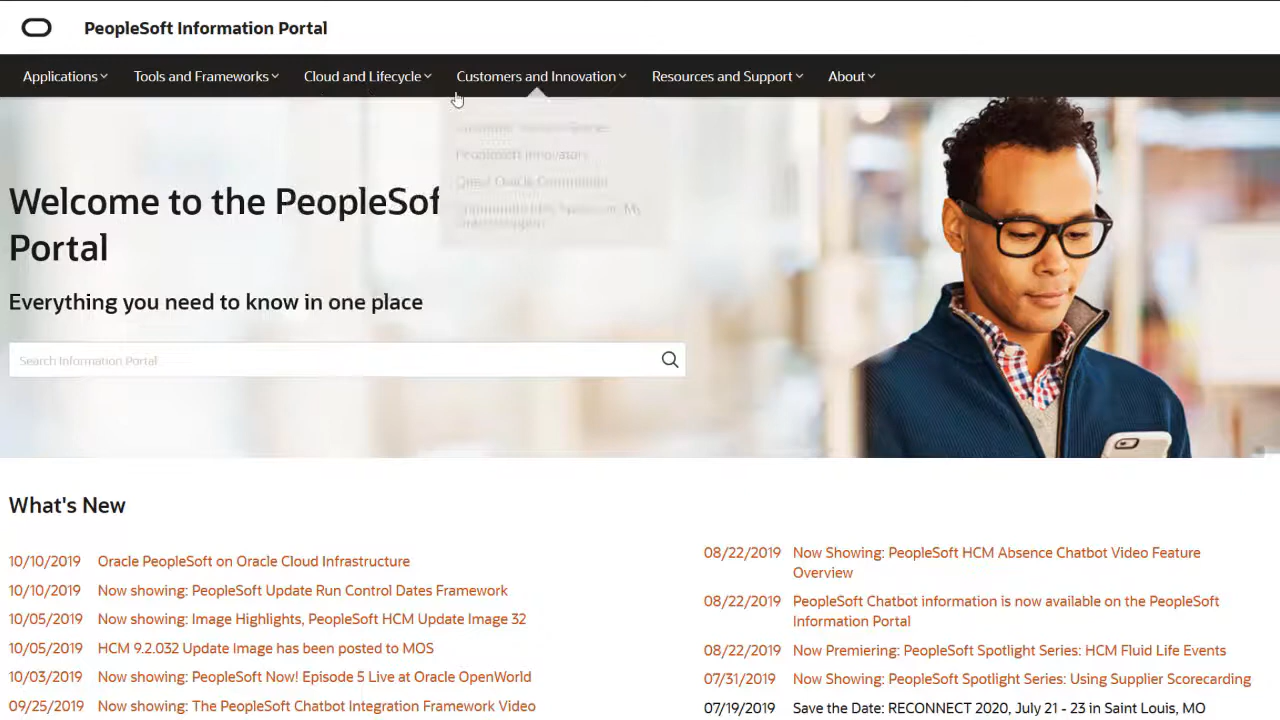 PeopleSoft Information Portal
Applications Tools and Frameworks Cloud and Lifecycle Customers and Innovation Resources and Support About
PeopleSoft Innovators
Quest Oracle Community
Welcome to the PeopleSof
Portal
Everything you need to know in one place
Search Information Portal
What's New
10/10/2019 Oracle PeopleSoft on Oracle Cloud Infrastructure
10/10/2019 Now showing: PeopleSoft Update Run Control Dates Framework
10/05/2019 Now showing: Image Highlights, PeopleSoft HCM Update Image 32
10/05/2019 HCM 9.2.032 Update Image has been posted to MOS
10/03/2019 Now showing: PeopleSoft Now! Episode 5 Live at Oracle OpenWorld
09/25/2019 Now showing: The PeopleSoft Chatbot Integration Framework Video
08/22/2019 Now Showing: PeopleSoft HCM Absence Chatbot Video Feature
Overview
08/22/2019 PeopleSoft Chatbot information is now available on the PeopleSoft
Information Portal
08/22/2019 Now Premiering: PeopleSoft Spotlight Series: HCM Fluid Life Events
07/31/2019 Now Showing: PeopleSoft Spotlight Series: Using Supplier Scorecarding
07/19/2019 Save the Date: RECONNECT 2020, July 21 - 23 in Saint Louis, MO